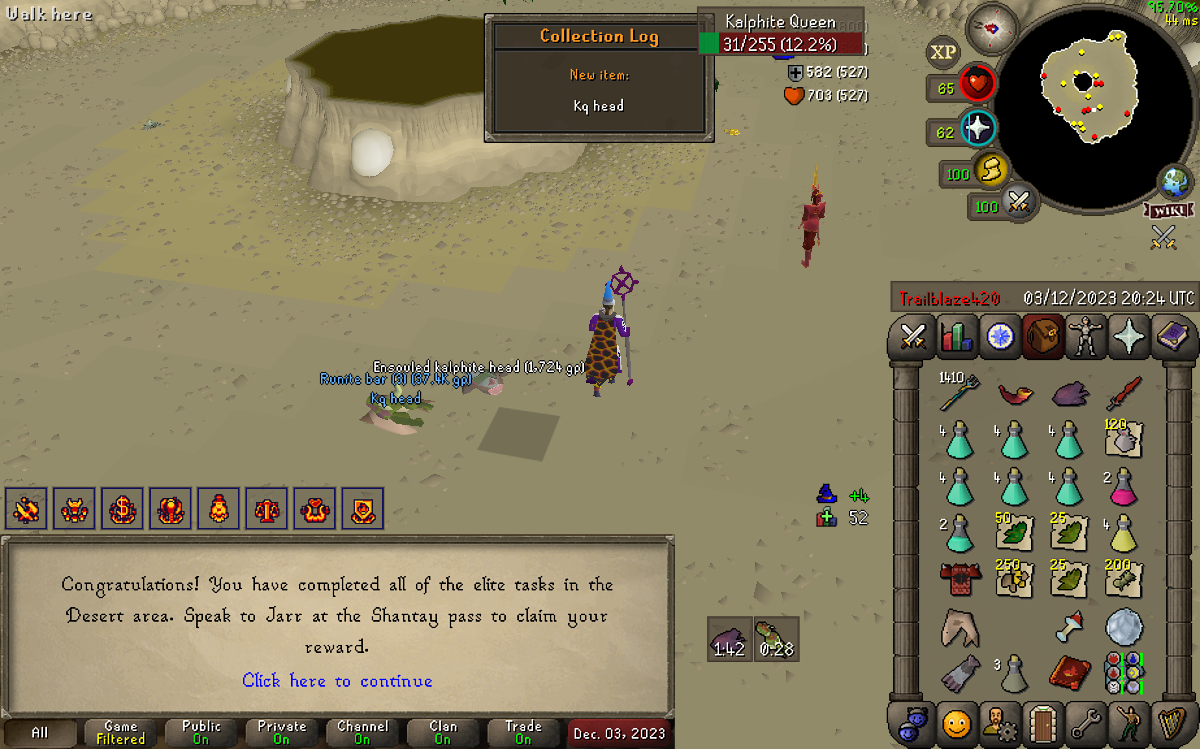 Walk here
Collection Log
New item:
Kq head
Kalphite Queen
31/255 (12.2%)
582 (527)
703 (527)
95.70%
44 ms
XP
65
62
100
100
WIKI
Trailblaze420
03/12/2023 20:24 UTC
Ensouled kalphite head (1,724 gp)
Runite bar (3) (37.4K gp)
Kq head
1410
4
4
4
120
4
4
4
2
2
50
25
4
250
25
200
3
+4
52
1:42
0:28
Congratulations! You have completed all of the elite tasks in the
Desert area. Speak to Jarr at the Shantay pass to claim your
reward.
Click here to continue
All
Game
Filtered
Public
On
Private
On
Channel
On
Clan
On
Trade
On
Dec. 03, 2023